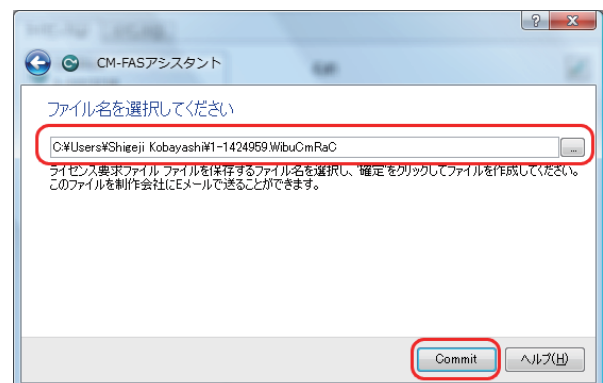 CM-FASアシスタント
ファイル名を選択してください
C:¥Users¥Shigeji Kobayashi¥1-1424959.WibuCmRaC
...
ライセンス要求ファイル ファイルを保存するファイル名を選択し、'確定'をクリックしてファイルを作成してください。
このファイルを制作会社にEメールで送ることができます。
Commit
ヘルプ(H)